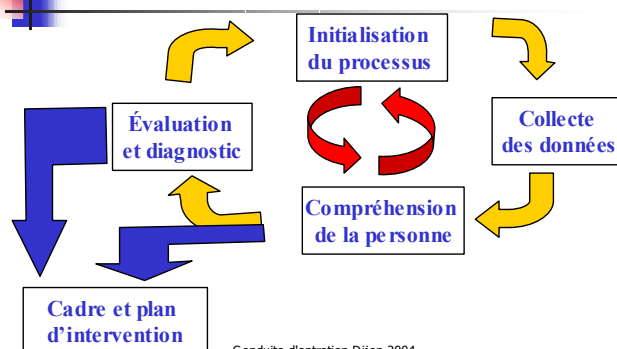 Initialisation
du processus
Évaluation
et diagnostic
Collecte
des données
Compréhension
de la personne
Cadre et plan
d'intervention